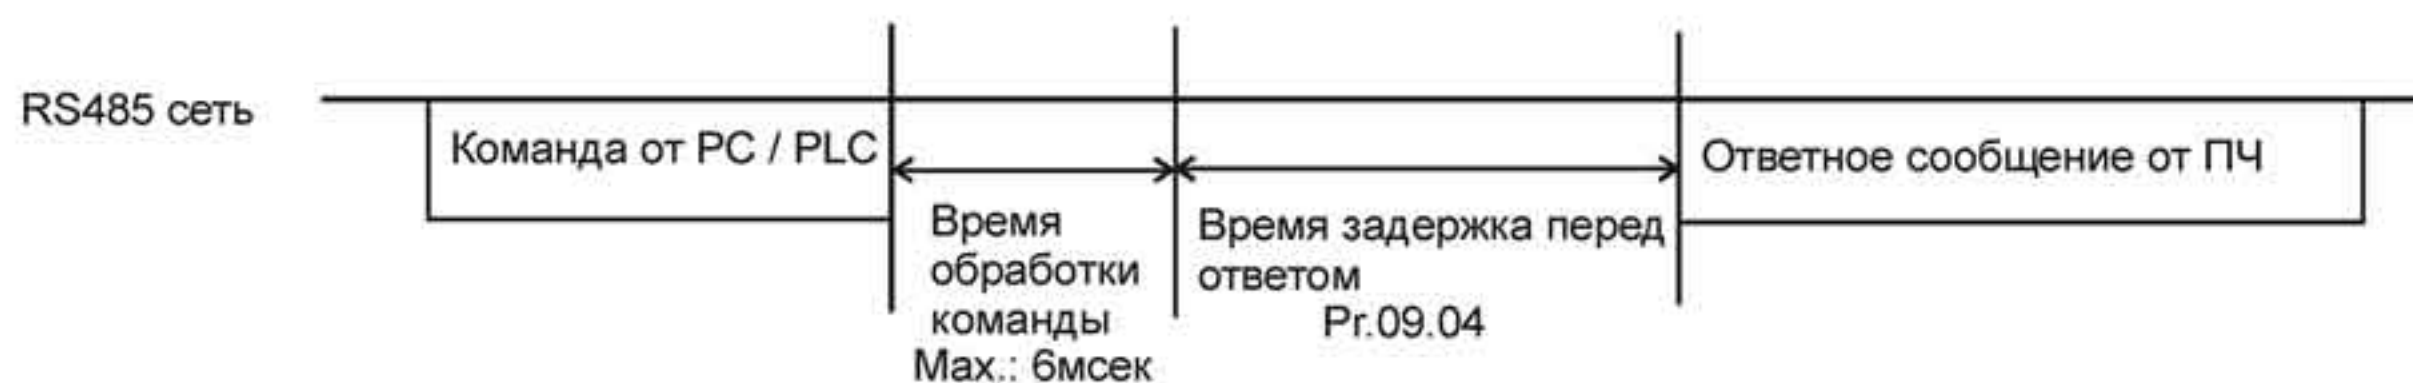 RS485 сеть
Команда от PC / PLC
Время
обработки
команды
Max.: 6мсек
Время задержка перед
ответом
Pr.09.04
Ответное сообщение от ПЧ